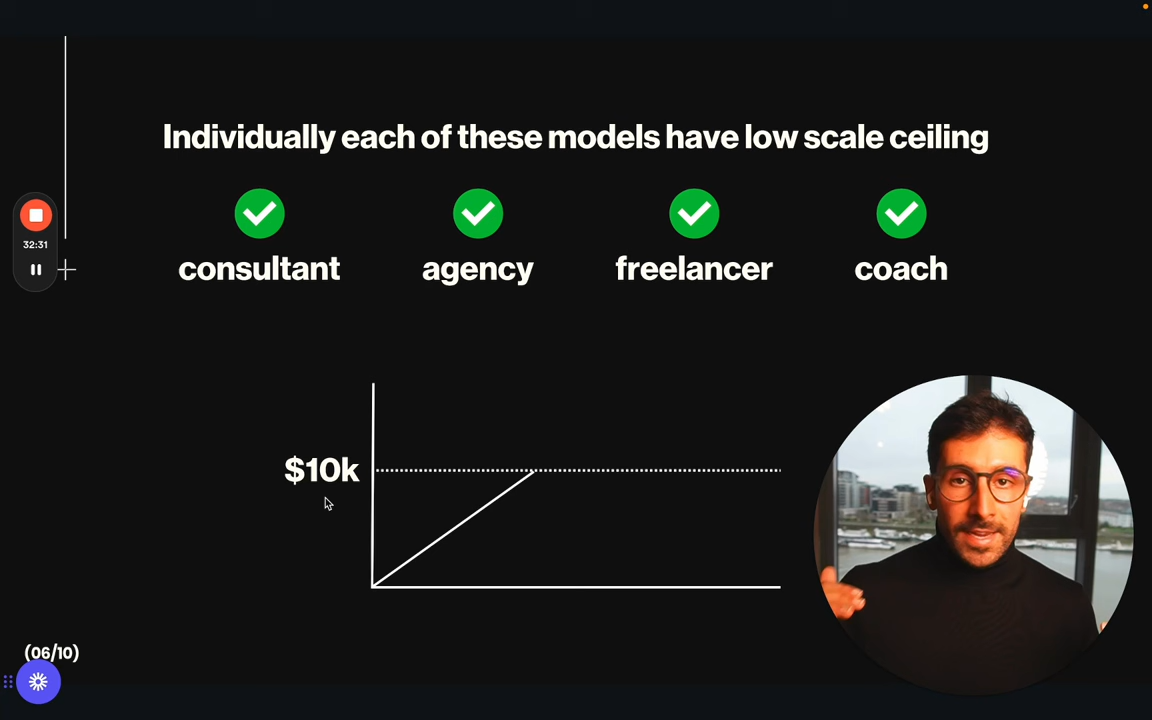 Individually each of these models have low scale ceiling
32:31
consultant agency freelancer coach
$10k
(06/10)